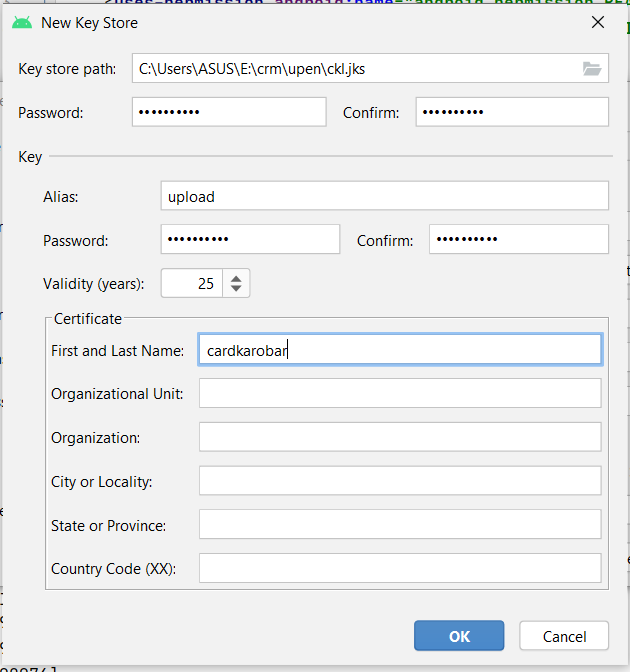 New Key Store
Key store path: C:\Users\ASUS\E:\crm\upen\ckl.jks
Password: •••••••••• Confirm: ••••••••••
Key
Alias: upload
Password: •••••••••• Confirm: ••••••••••
Validity (years): 25
Certificate
First and Last Name: cardkarobar
Organizational Unit:
Organization:
City or Locality:
State or Province:
Country Code (XX):
OK Cancel